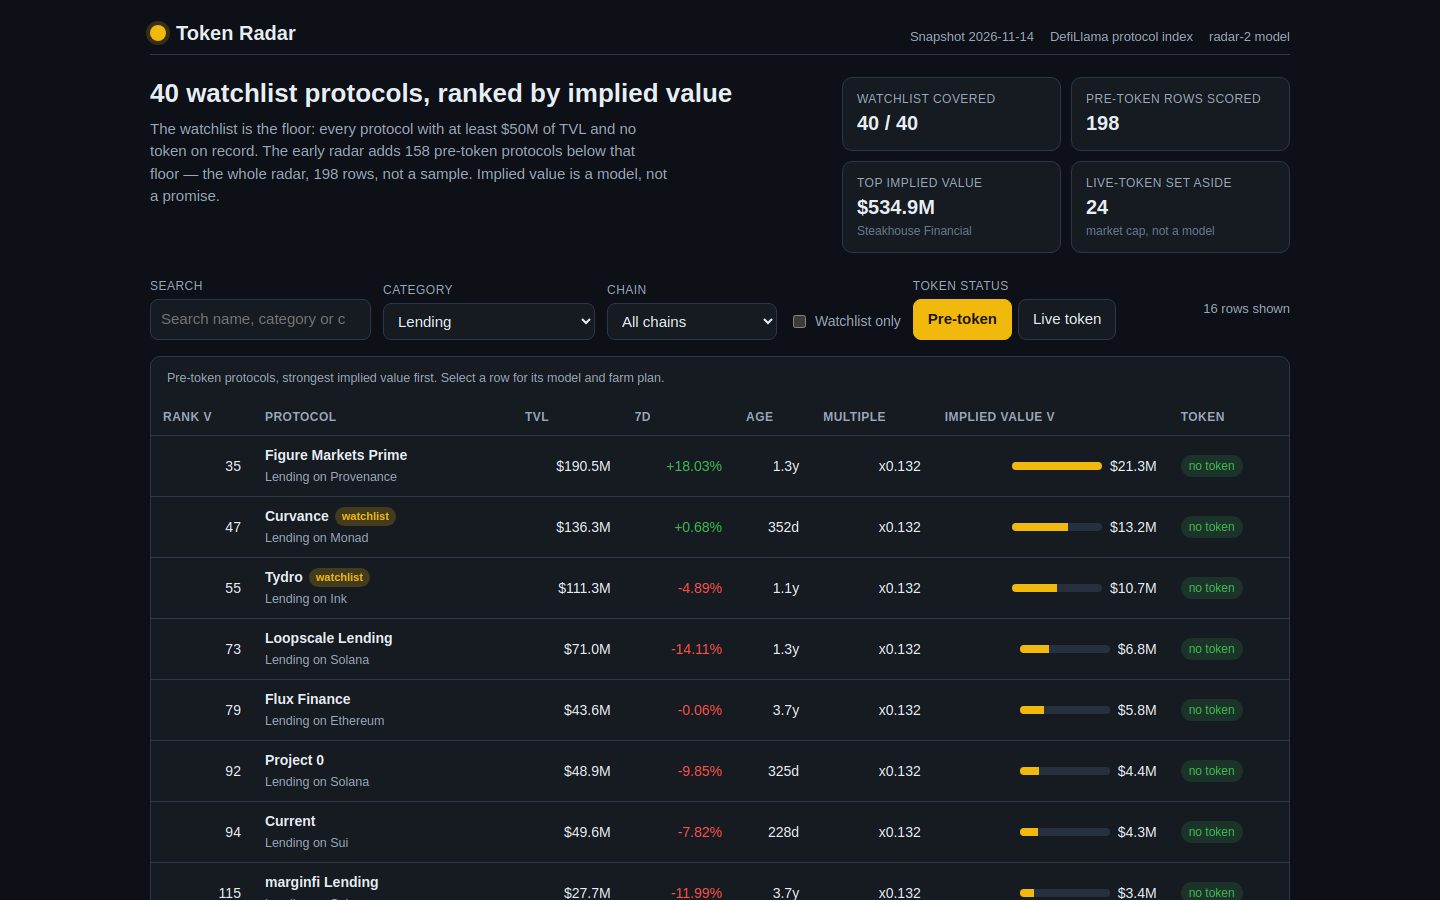 Token Radar
Snapshot 2026-11-14 DefiLlama protocol index radar-2 model
40 watchlist protocols, ranked by implied value
The watchlist is the floor: every protocol with at least $50M of TVL and no
token on record. The early radar adds 158 pre-token protocols below that
floor — the whole radar, 198 rows, not a sample. Implied value is a model, not
a promise.
WATCHLIST COVERED
40 / 40
PRE-TOKEN ROWS SCORED
198
TOP IMPLIED VALUE
$534.9M
Steakhouse Financial
LIVE-TOKEN SET ASIDE
24
market cap, not a model
SEARCH
Search name, category or c
CATEGORY
Lending
CHAIN
All chains
Watchlist only
TOKEN STATUS
Pre-token Live token
16 rows shown
Pre-token protocols, strongest implied value first. Select a row for its model and farm plan.
RANK V PROTOCOL TVL 7D AGE MULTIPLE IMPLIED VALUE V TOKEN
35 Figure Markets Prime $190.5M +18.03% 1.3y x0.132 $21.3M no token
Lending on Provenance
47 Curvance watchlist $136.3M +0.68% 352d x0.132 $13.2M no token
Lending on Monad
55 Tydro watchlist $111.3M -4.89% 1.1y x0.132 $10.7M no token
Lending on Ink
73 Loopscale Lending $71.0M -14.11% 1.3y x0.132 $6.8M no token
Lending on Solana
79 Flux Finance $43.6M -0.06% 3.7y x0.132 $5.8M no token
Lending on Ethereum
92 Project 0 $48.9M -9.85% 325d x0.132 $4.4M no token
Lending on Solana
94 Current $49.6M -7.82% 228d x0.132 $4.3M no token
Lending on Sui
115 marginfi Lending $27.7M -11.99% 3.7y x0.132 $3.4M no token